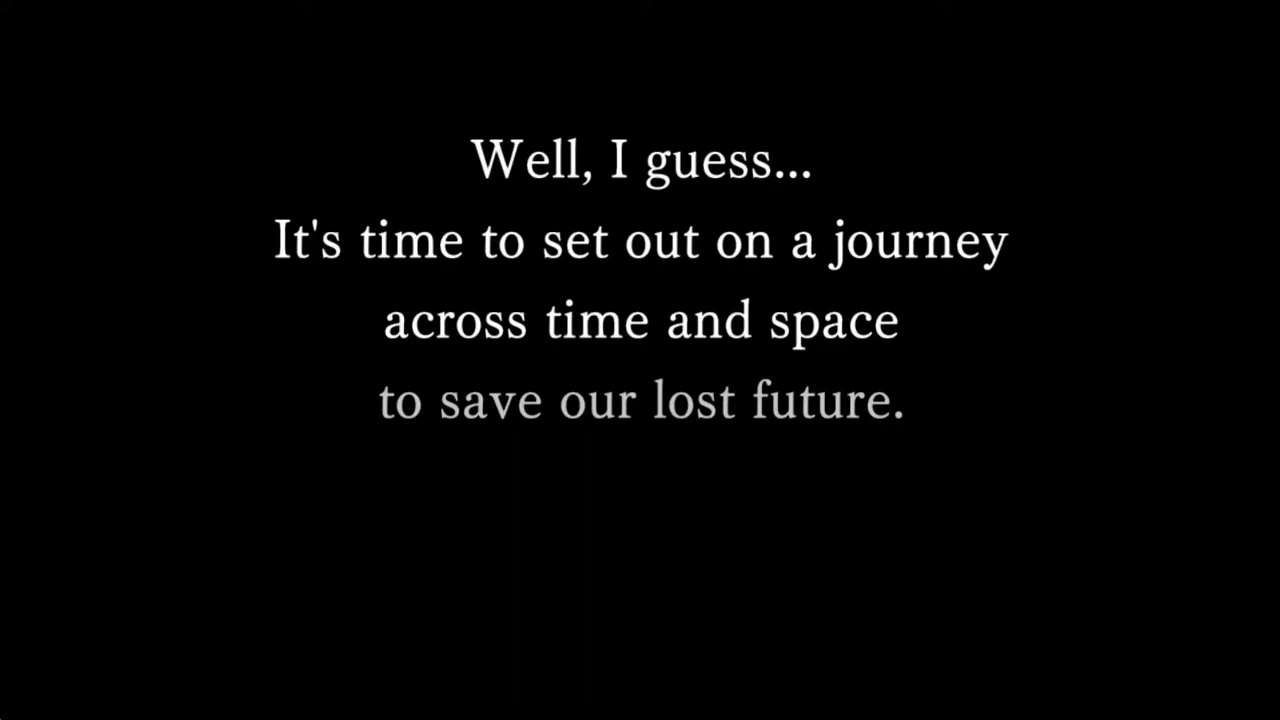 Well, I guess...
It's time to set out on a journey
across time and space
to save our lost future.